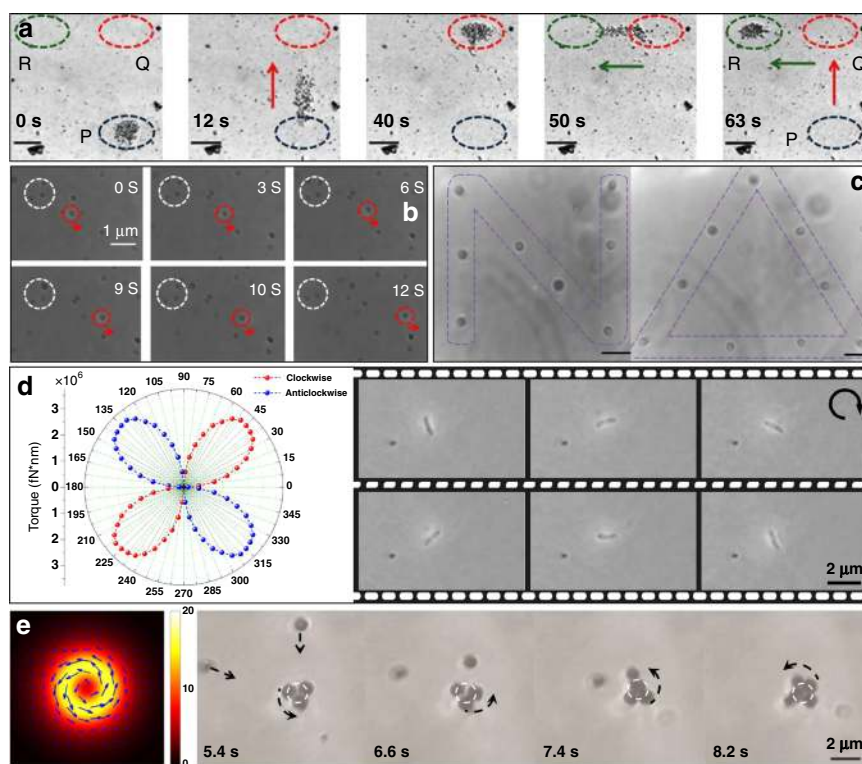 a
R
Q
P
0 s
12 s
40 s
50 s
R
Q
P
63 s
b
0 S
1 μm
3 S
6 S
9 S
10 S
12 S
c
d
×10⁶
Torque (fN*nm)
3
2
1
0
1
2
3
Clockwise
Anticlockwise
90
75
60
45
30
15
0
345
330
315
300
285
270
255
240
225
210
195
180
165
150
135
120
105
2 μm
e
20
10
0
5.4 s
6.6 s
7.4 s
8.2 s
2 μm